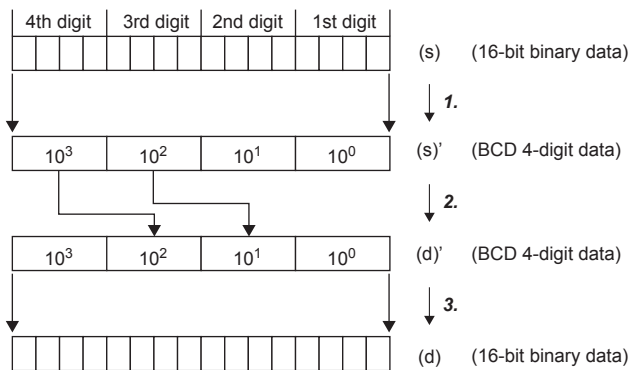 4th digit 3rd digit 2nd digit 1st digit
(s) (16-bit binary data)
1.
10³ 10² 10¹ 10⁰ (s)’ (BCD 4-digit data)
2.
10³ 10² 10¹ 10⁰ (d)’ (BCD 4-digit data)
3.
(d) (16-bit binary data)